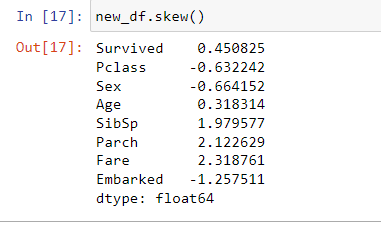 In [17]: new_df.skew()
Out[17]: Survived    0.450825
Pclass     -0.632242
Sex        -0.664152
Age         0.318314
SibSp       1.979577
Parch       2.122629
Fare        2.318761
Embarked   -1.257511
dtype: float64